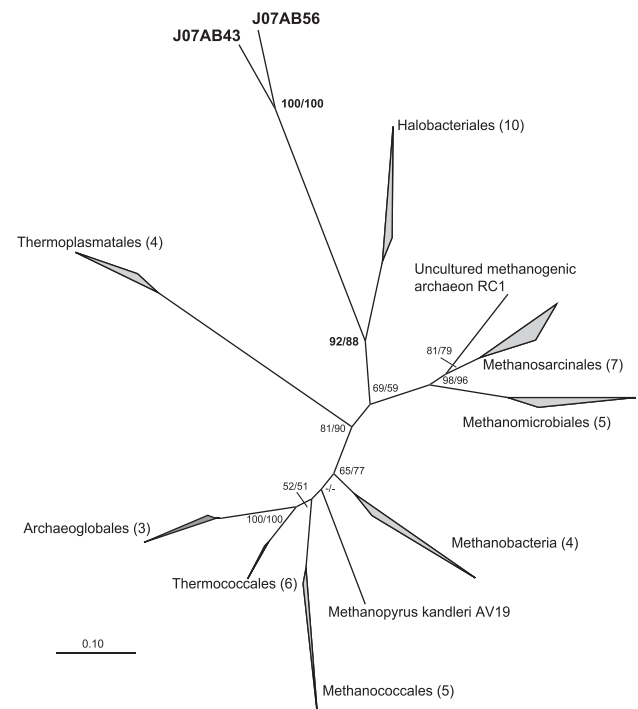 J07AB56
J07AB43
100/100
Halobacteriales (10)
Thermoplasmatales (4)
Uncultured methanogenic
archaeon RC1
92/88
81/79
Methanosarcinales (7)
98/96
69/59
Methanomicrobiales (5)
81/90
65/77
52/51
-/-
100/100
Archaeoglobales (3)
Methanobacteria (4)
Thermococcales (6)
Methanopyrus kandleri AV19
0.10
Methanococcales (5)